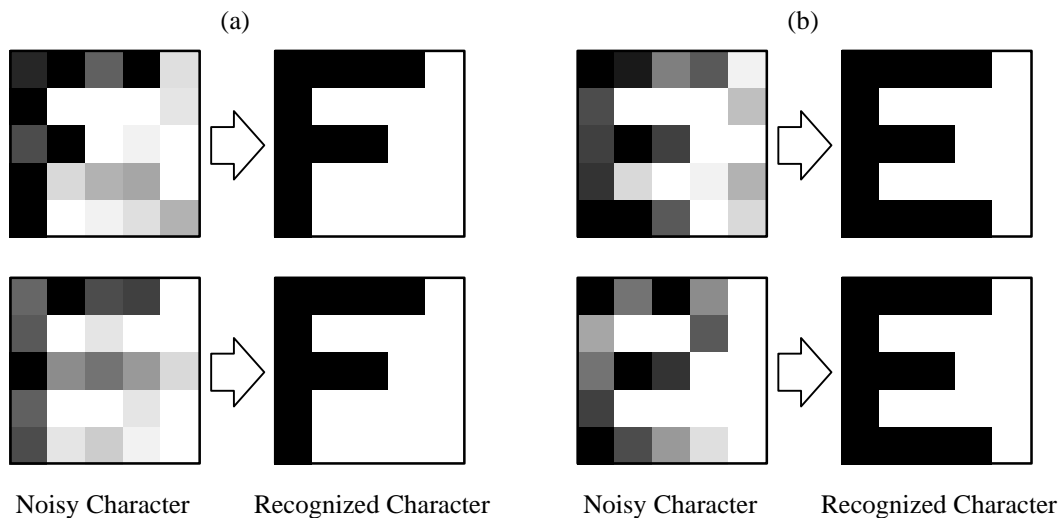 (a)
(b)
Noisy Character
Recognized Character
Noisy Character
Recognized Character